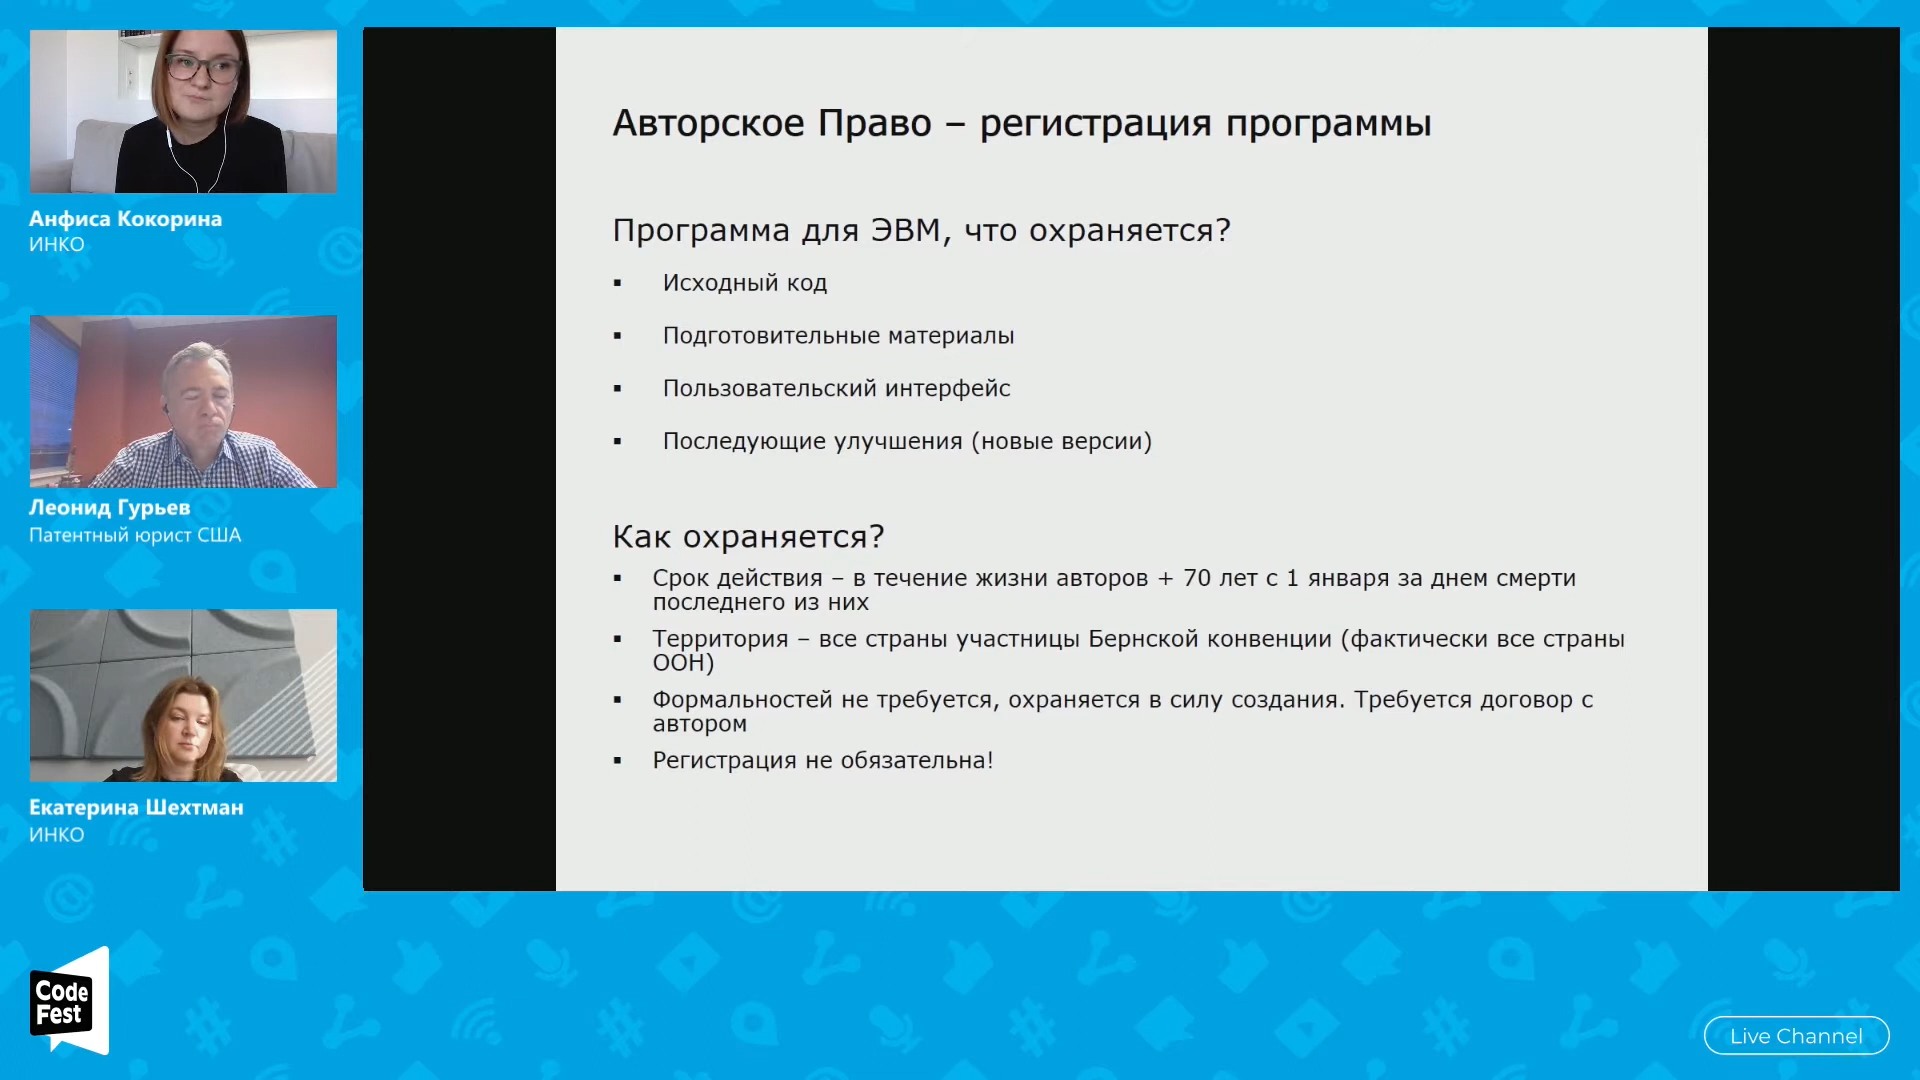 Анфиса Кокорина
ИНКО
Леонид Гурьев
Патентный юрист США
Екатерина Шехтман
ИНКО
Авторское Право – регистрация программы
Программа для ЭВМ, что охраняется?
▪ Исходный код
▪ Подготовительные материалы
▪ Пользовательский интерфейс
▪ Последующие улучшения (новые версии)
Как охраняется?
▪ Срок действия – в течение жизни авторов + 70 лет с 1 января за днем смерти
последнего из них
▪ Территория – все страны участницы Бернской конвенции (фактически все страны
ООН)
▪ Формальностей не требуется, охраняется в силу создания. Требуется договор с
автором
▪ Регистрация не обязательна!
Code
Fest
Live Channel